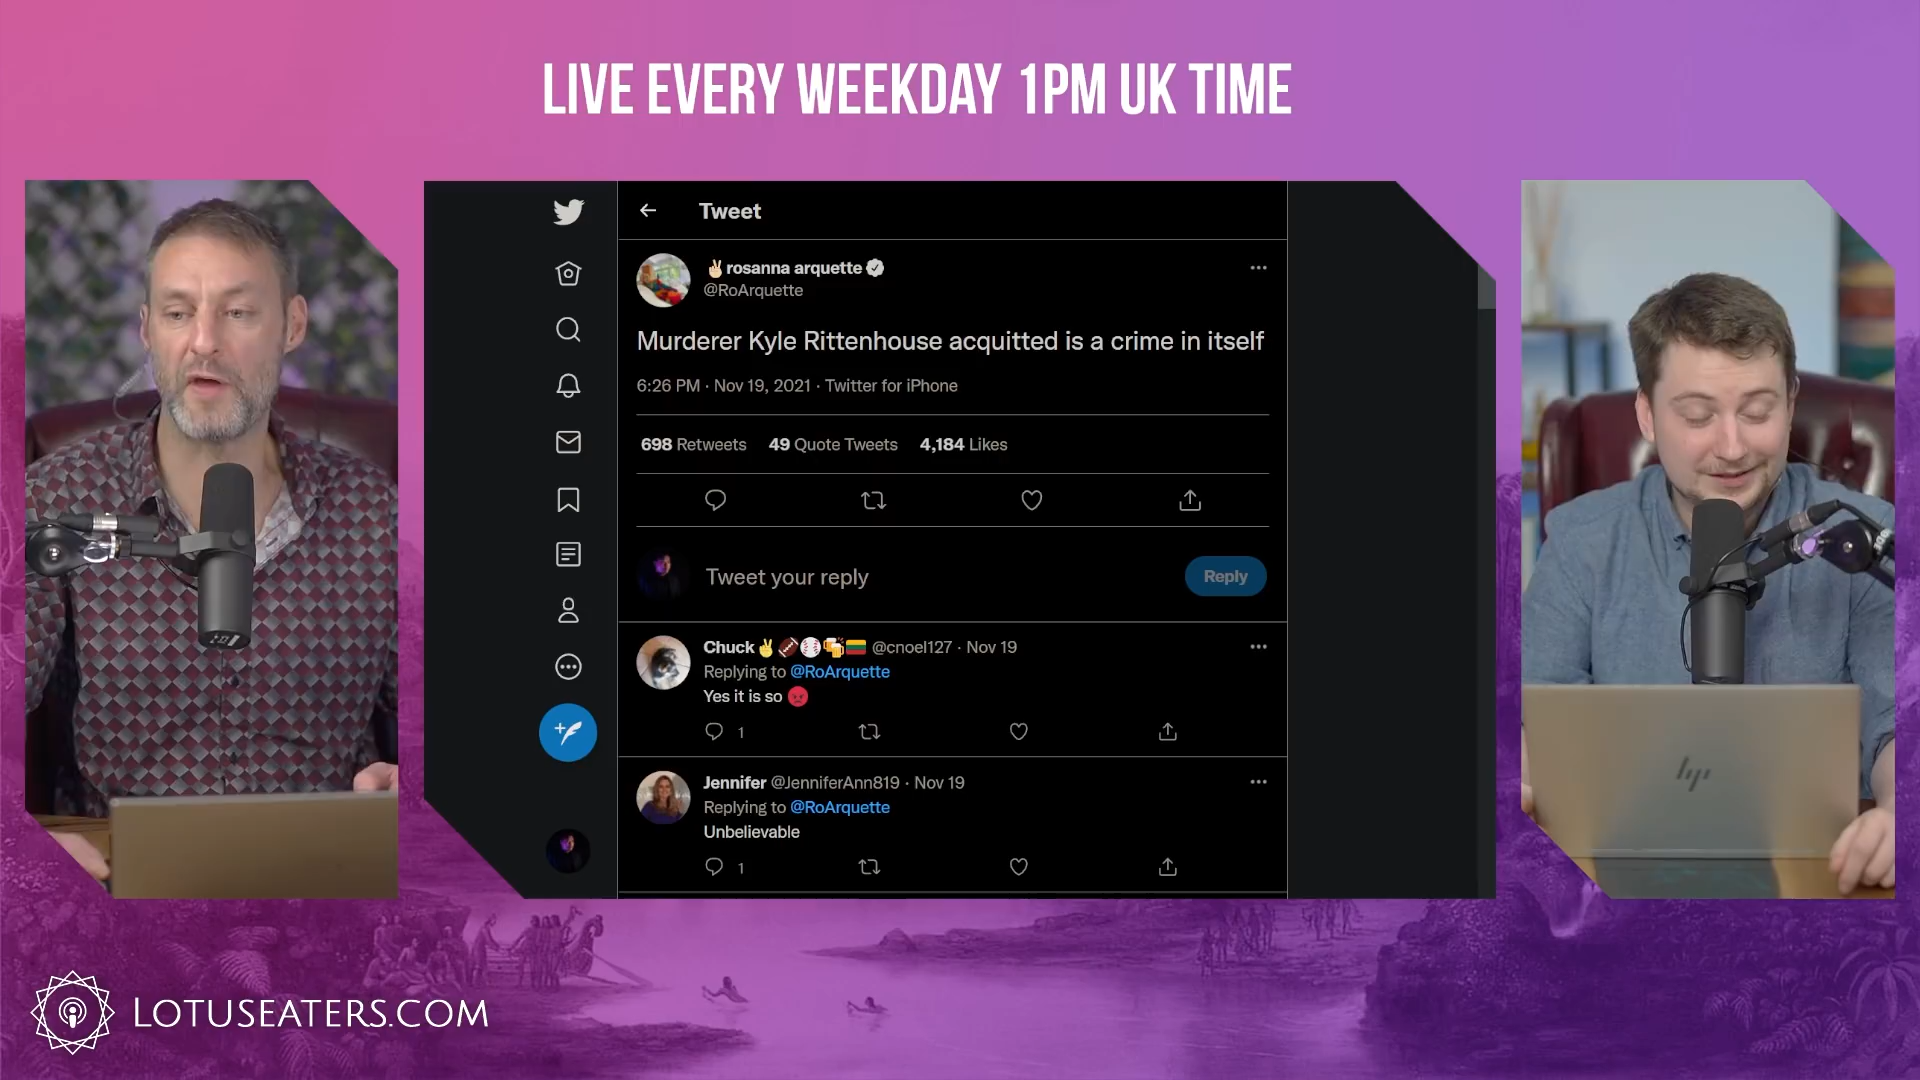 LIVE EVERY WEEKDAY 1PM UK TIME
Tweet
✌🏻rosanna arquette
@RoArquette
Murderer Kyle Rittenhouse acquitted is a crime in itself
6:26 PM · Nov 19, 2021 · Twitter for iPhone
698 Retweets 49 Quote Tweets 4,184 Likes
Tweet your reply
Reply
Chuck✌️🏈⚾🍻🇱🇹 @cnoel127 · Nov 19
Replying to @RoArquette
Yes it is so 😡
1
Jennifer @JenniferAnn819 · Nov 19
Replying to @RoArquette
Unbelievable
1
hp
LOTUSEATERS.COM